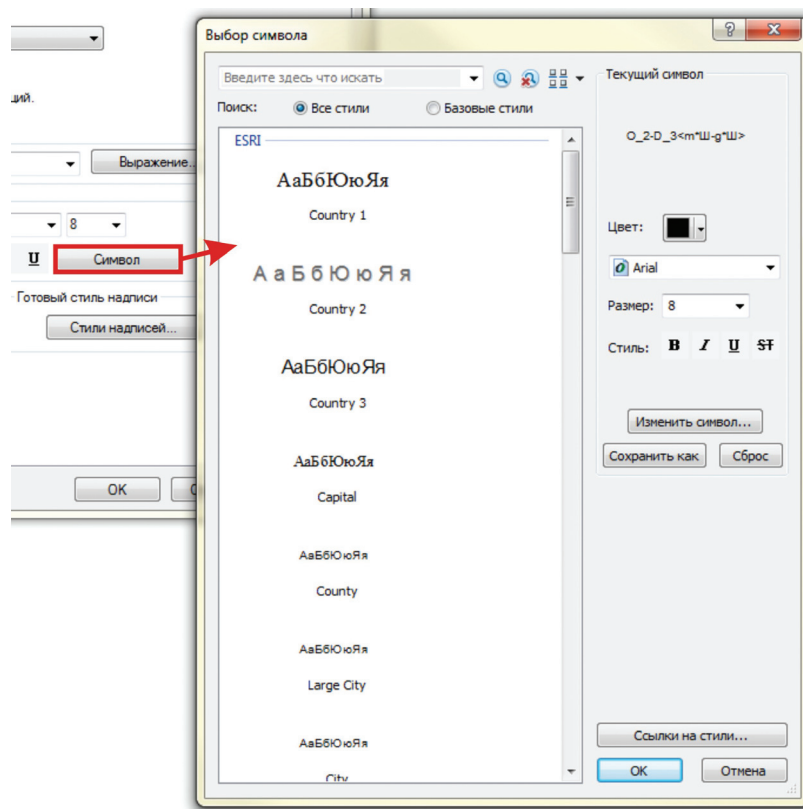 ций.
Выражение..
8
U Символ
Готовый стиль надписи
Стили надписей...
OK
Выбор символа
Введите здесь что искать
Поиск: Все стили Базовые стили
ESRI
АаБбЮюЯя
Country 1
АаБбЮюЯя
Country 2
АаБбЮюЯя
Country 3
АаБбЮюЯя
Capital
АаБбЮюЯя
County
АаБбЮюЯя
Large City
АаБбЮюЯя
City
Текущий символ
O_2-D_3<m*Ш-g*Ш>
Цвет:
Arial
Размер: 8
Стиль: B I U ST
Изменить символ...
Сохранить как Сброс
Ссылки на стили...
OK Отмена